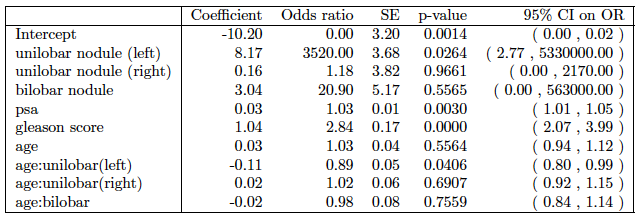 Coefficient Odds ratio SE p-value 95% CI on OR
Intercept -10.20 0.00 3.20 0.0014 ( 0.00 , 0.02 )
unilobar nodule (left) 8.17 3520.00 3.68 0.0264 ( 2.77 , 5330000.00 )
unilobar nodule (right) 0.16 1.18 3.82 0.9661 ( 0.00 , 2170.00 )
bilobar nodule 3.04 20.90 5.17 0.5565 ( 0.00 , 563000.00 )
psa 0.03 1.03 0.01 0.0030 ( 1.01 , 1.05 )
gleason score 1.04 2.84 0.17 0.0000 ( 2.07 , 3.99 )
age 0.03 1.03 0.04 0.5564 ( 0.94 , 1.12 )
age:unilobar(left) -0.11 0.89 0.05 0.0406 ( 0.80 , 0.99 )
age:unilobar(right) 0.02 1.02 0.06 0.6907 ( 0.92 , 1.15 )
age:bilobar -0.02 0.98 0.08 0.7559 ( 0.84 , 1.14 )